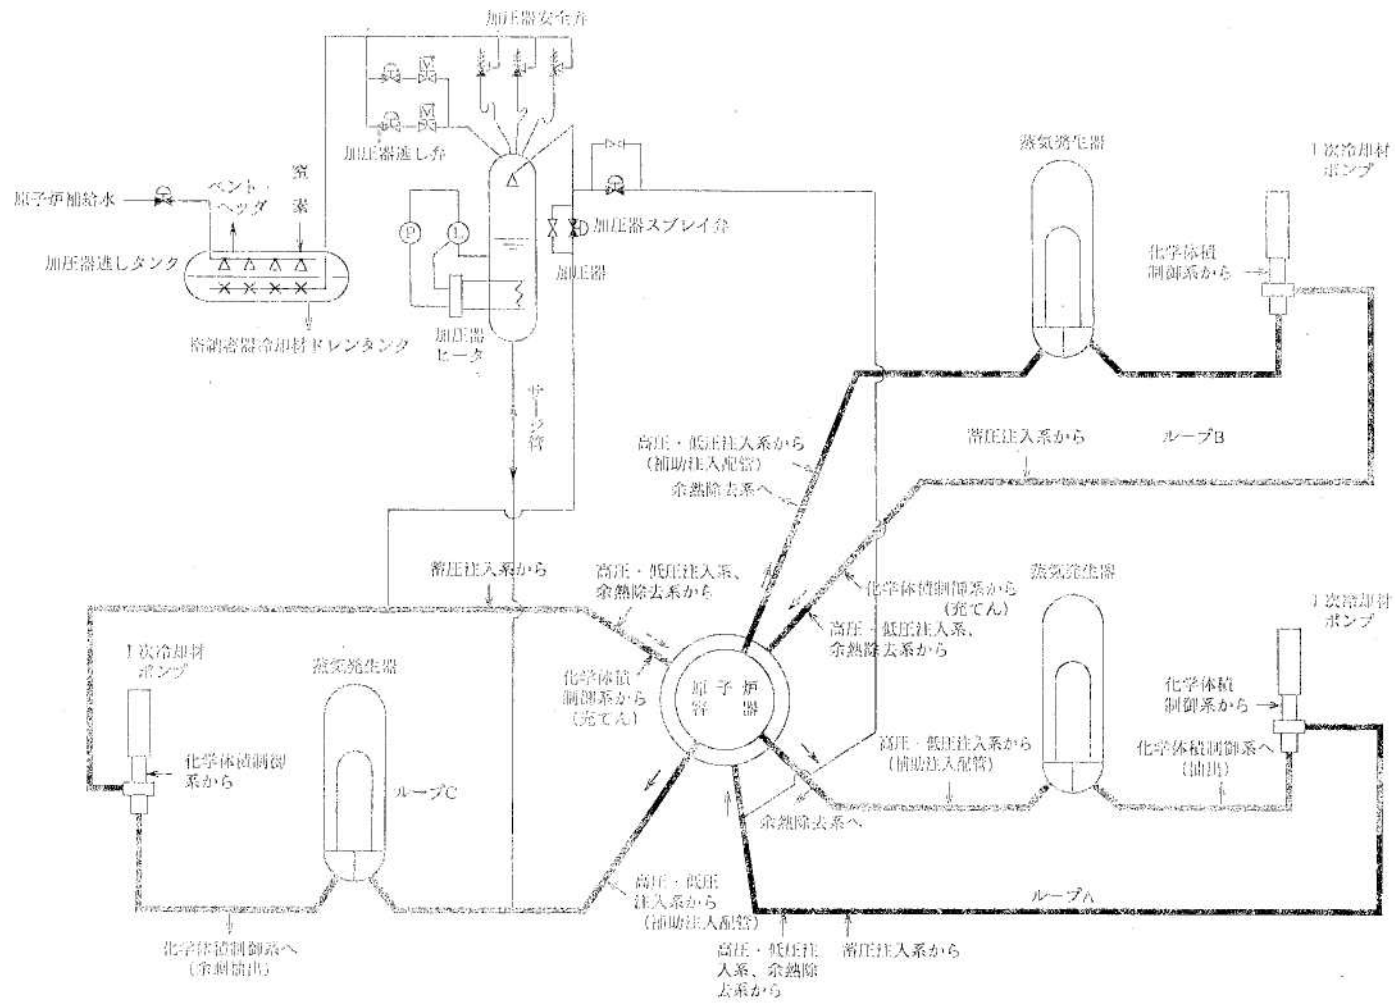 加圧器安全弁
加圧器逃し弁
窒素
ベント・
ヘッダ
原子炉補給水
加圧器逃しタンク
格納容器冷却材ドレンタンク
P
L
加圧器
ヒータ
加圧器スプレイ弁
加圧器
サージ管
蒸気発生器
1次冷却材
ポンプ
化学体積
制御系から
高圧・低圧注入系から
(補助注入配管)
余熱除去系へ
蓄圧注入系から
ループB
蓄圧注入系から
高圧・低圧注入系、
余熱除去系から
化学体積制御系から
(充てん)
高圧・低圧注入系、
余熱除去系から
蒸気発生器
1次冷却材
ポンプ
1次冷却材
ポンプ
蒸気発生器
化学体積
制御系から
(充てん)
原子炉
容器
化学体積
制御系から
化学体積制御系へ
(抽出)
高圧・低圧注入系から
(補助注入配管)
化学体積制御
系から
ループC
余熱除去系へ
高圧・低圧
注入系から
(補助注入配管)
ループA
化学体積制御系へ
(余剰抽出)
高圧・低圧注
入系、余熱除
去系から
蓄圧注入系から